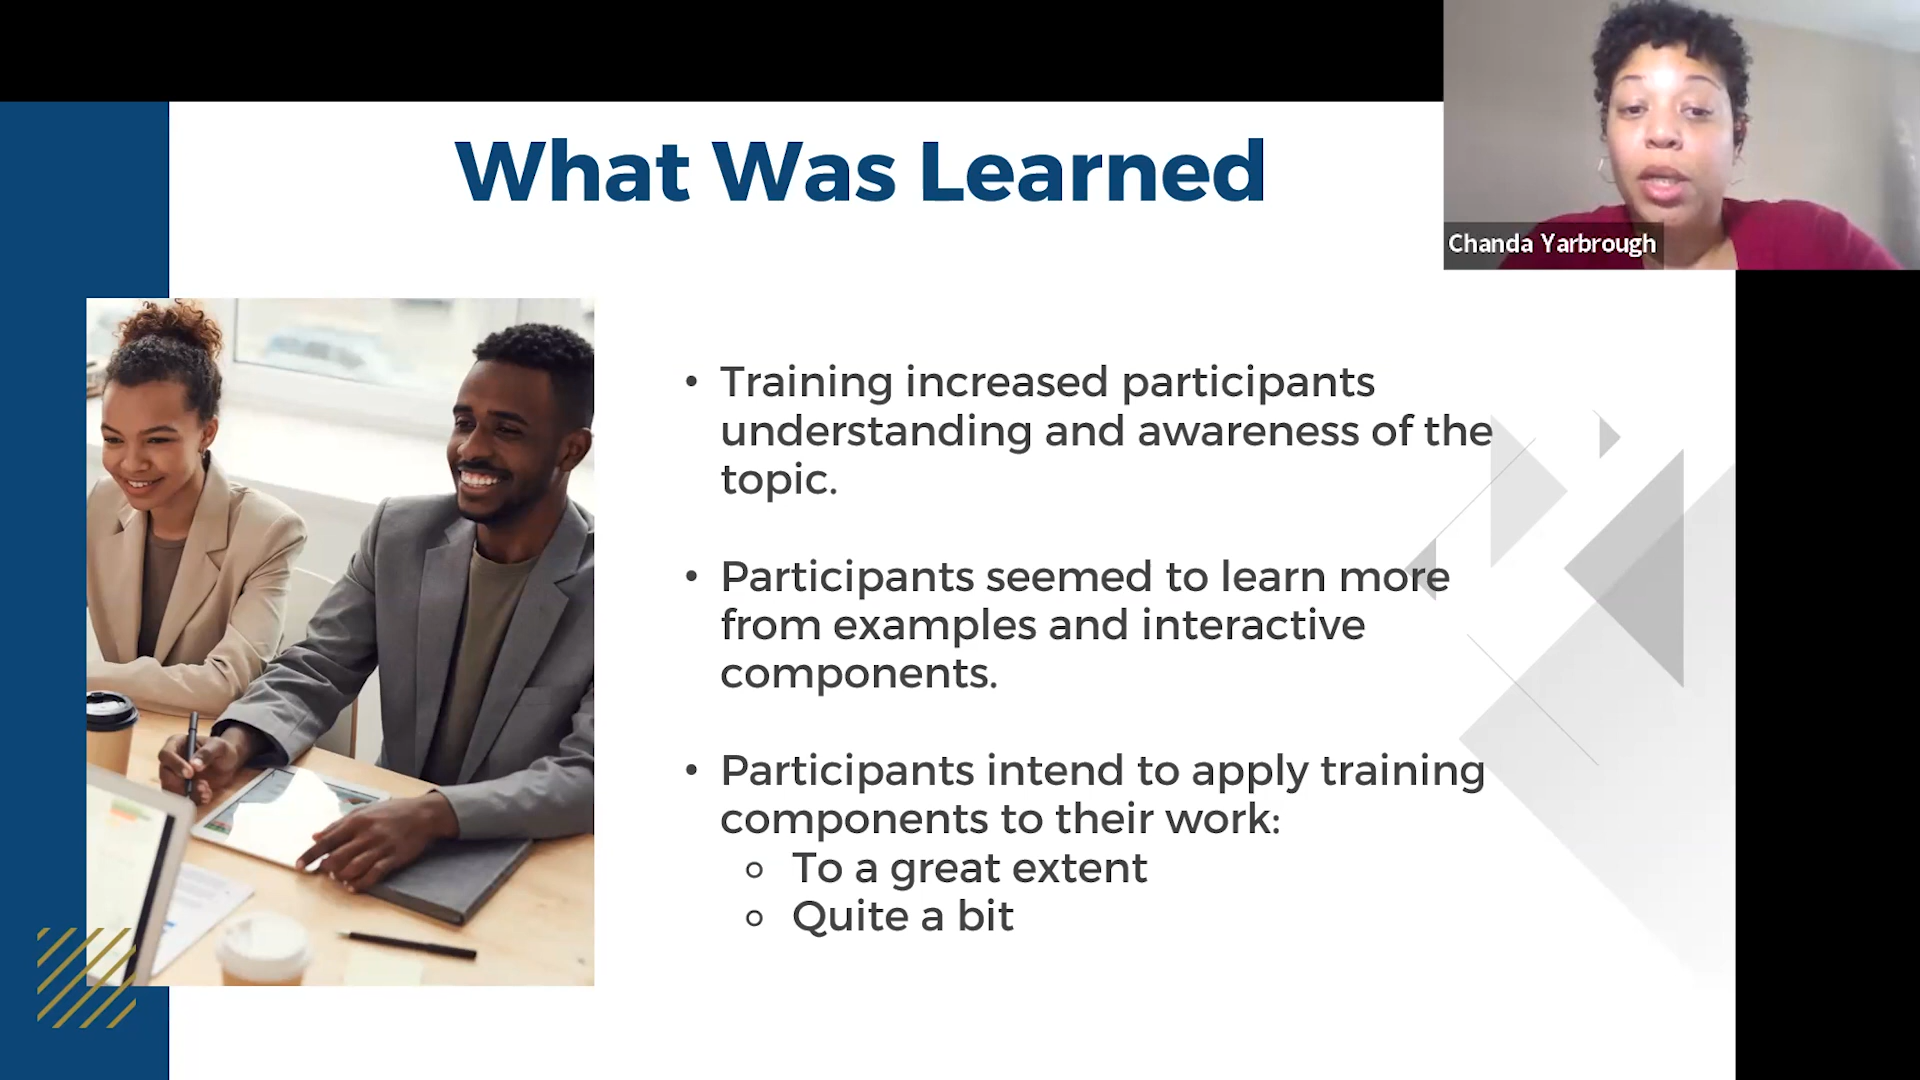 What Was Learned
Chanda Yarbrough
• Training increased participants
understanding and awareness of the
topic.
• Participants seemed to learn more
from examples and interactive
components.
• Participants intend to apply training
components to their work:
○ To a great extent
○ Quite a bit